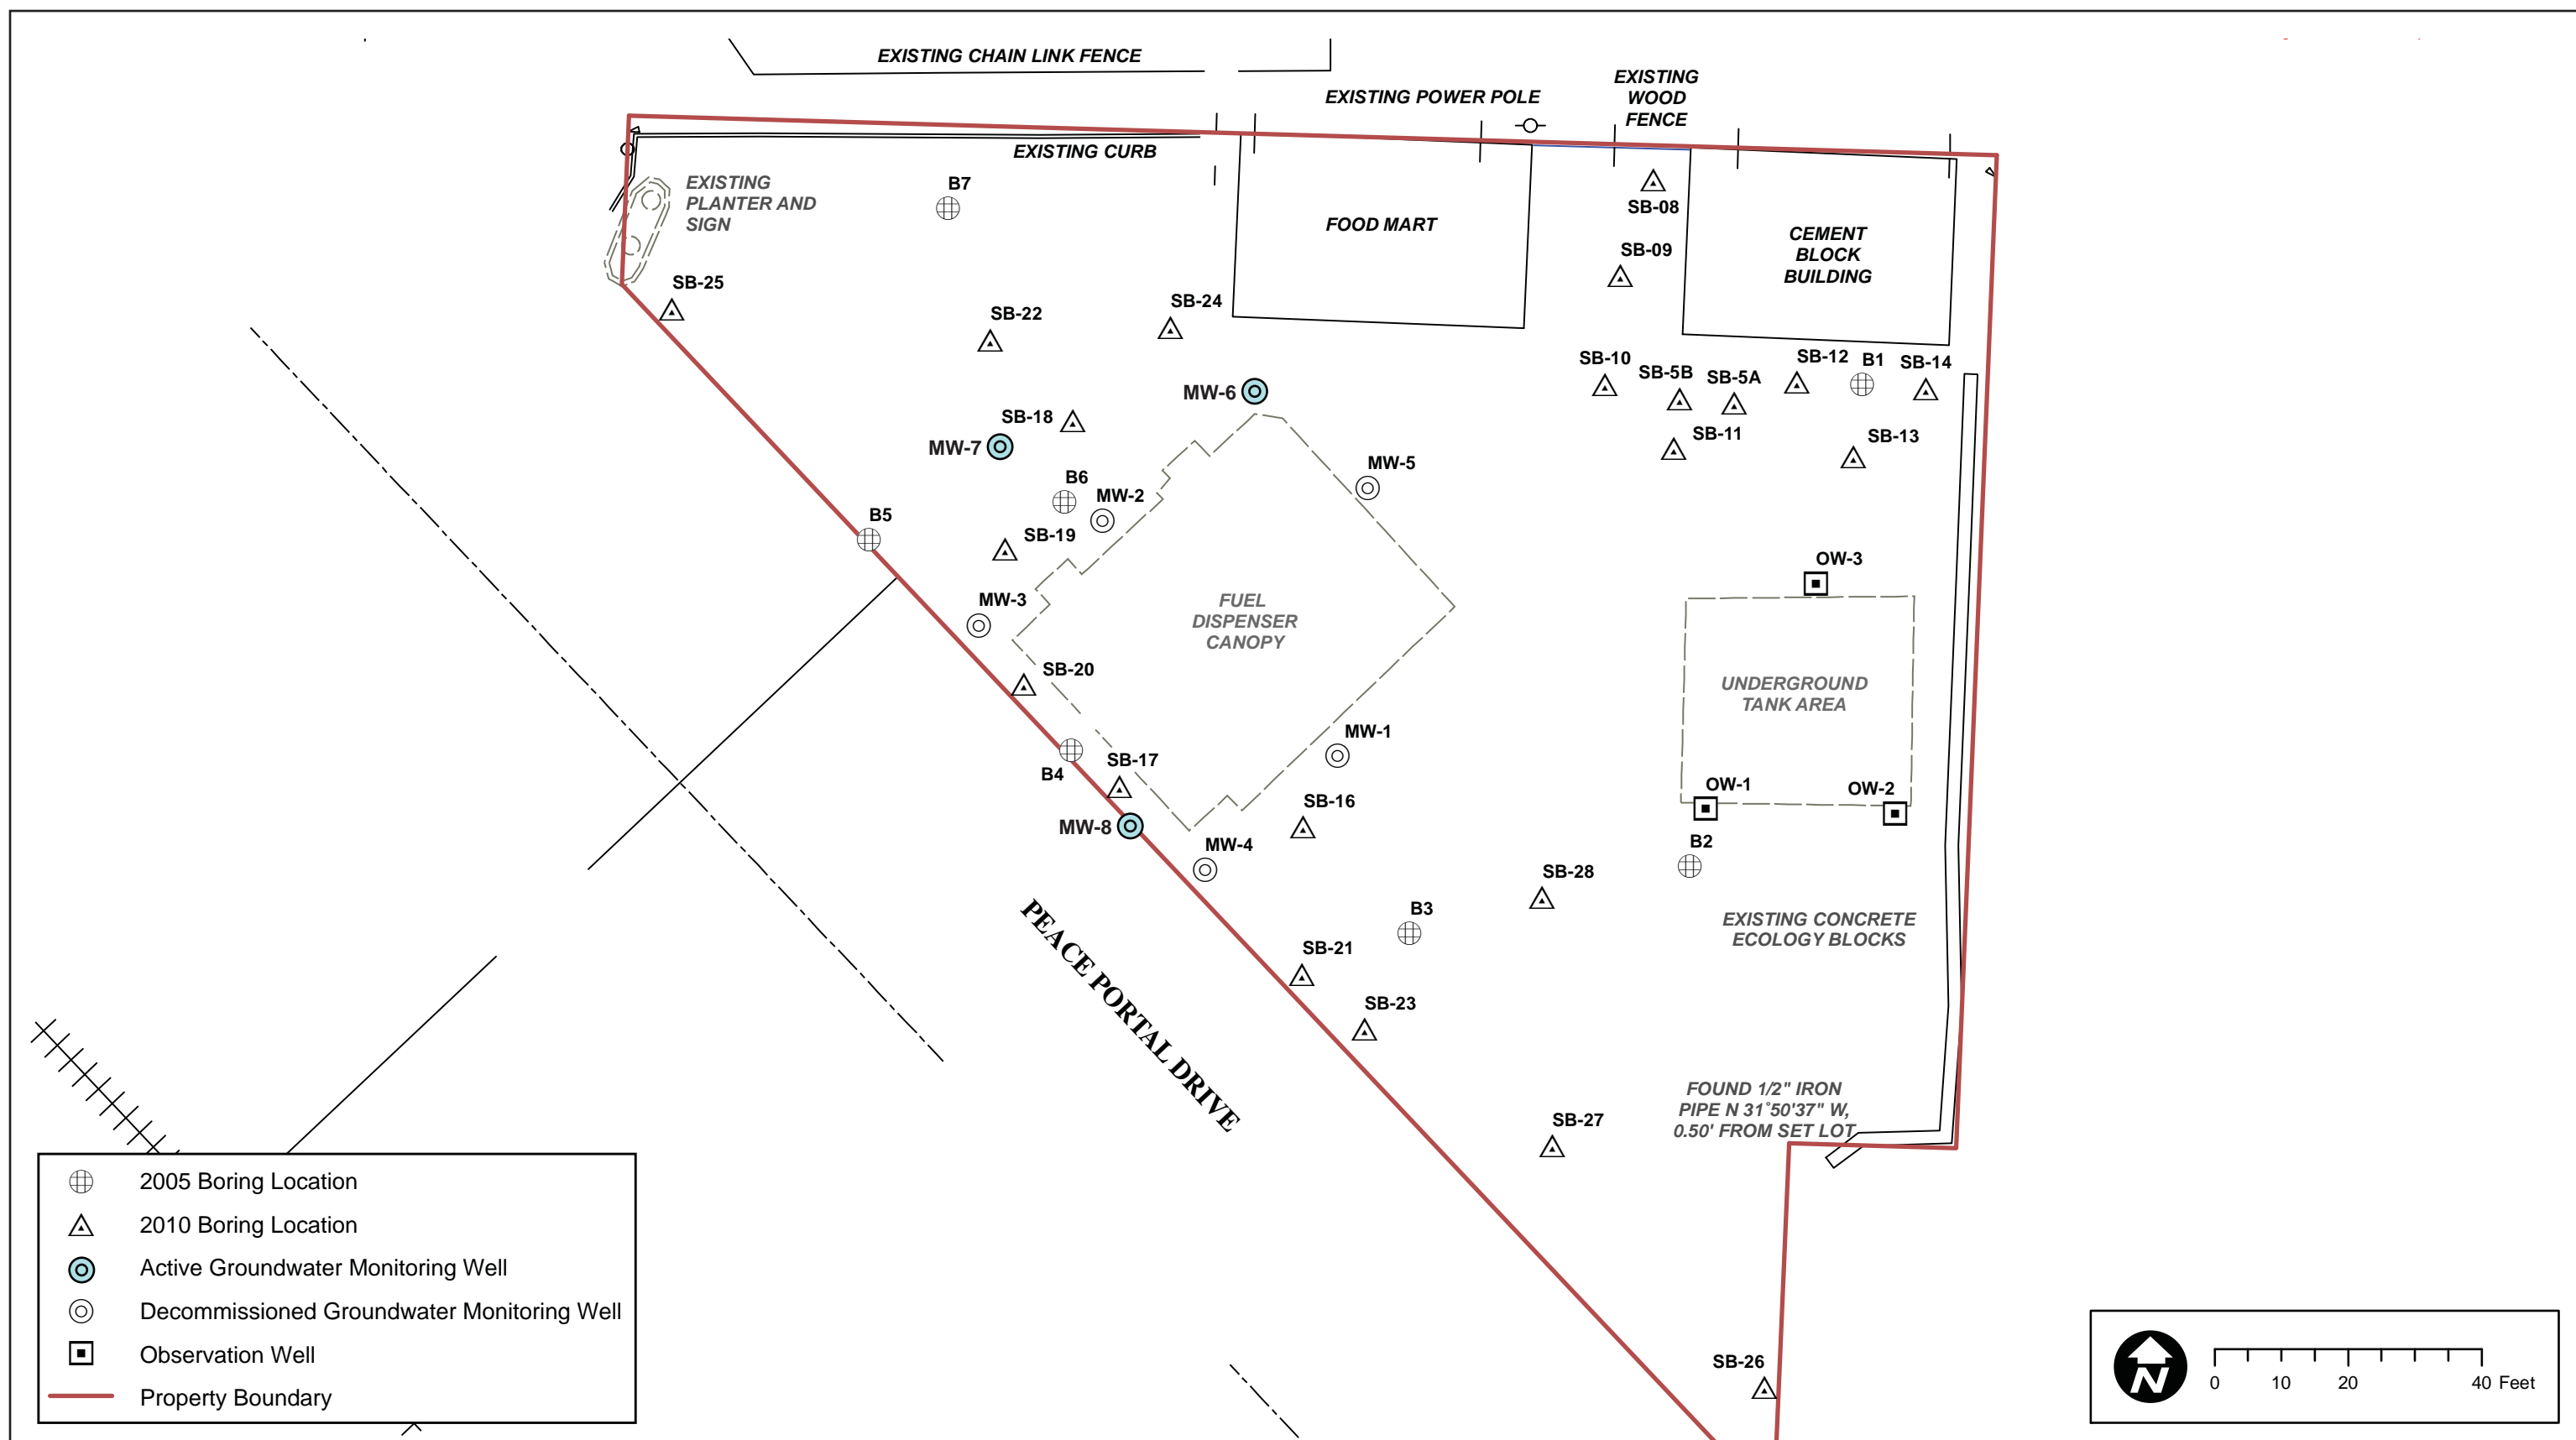 EXISTING CHAIN LINK FENCE
EXISTING POWER POLE
EXISTING
WOOD
FENCE
EXISTING CURB
EXISTING
PLANTER AND
SIGN
B7
FOOD MART
SB-08
CEMENT
BLOCK
BUILDING
SB-09
SB-25
SB-22
SB-24
SB-10
SB-5B
SB-5A
SB-12
B1
SB-14
MW-6
SB-18
MW-7
SB-11
SB-13
MW-5
B6
MW-2
B5
SB-19
OW-3
MW-3
FUEL
DISPENSER
CANOPY
SB-20
UNDERGROUND
TANK AREA
MW-1
B4
SB-17
OW-1
OW-2
SB-16
MW-8
MW-4
B2
SB-28
B3
EXISTING CONCRETE
ECOLOGY BLOCKS
SB-21
SB-23
PEACE PORTAL DRIVE
FOUND 1/2" IRON
PIPE N 31°50'37" W,
0.50' FROM SET LOT
SB-27
SB-26
2005 Boring Location
2010 Boring Location
Active Groundwater Monitoring Well
Decommissioned Groundwater Monitoring Well
Observation Well
Property Boundary
N
0 10 20 40 Feet